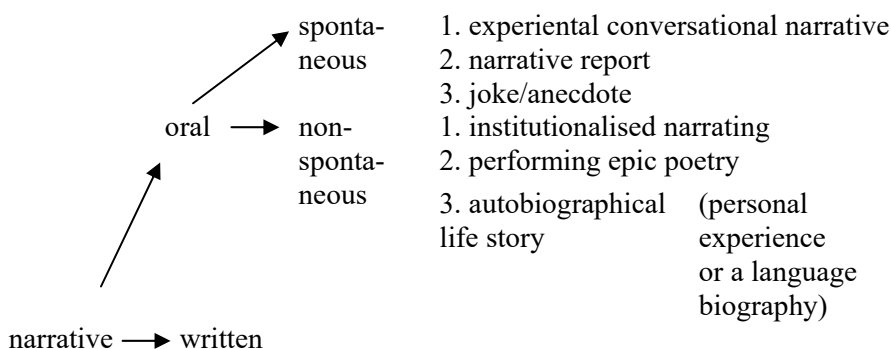 sponta-
neous
1. experiental conversational narrative
2. narrative report
3. joke/anecdote
oral
non-
sponta-
neous
1. institutionalised narrating
2. performing epic poetry
3. autobiographical
life story
(personal
experience
or a language
biography)
narrative
written